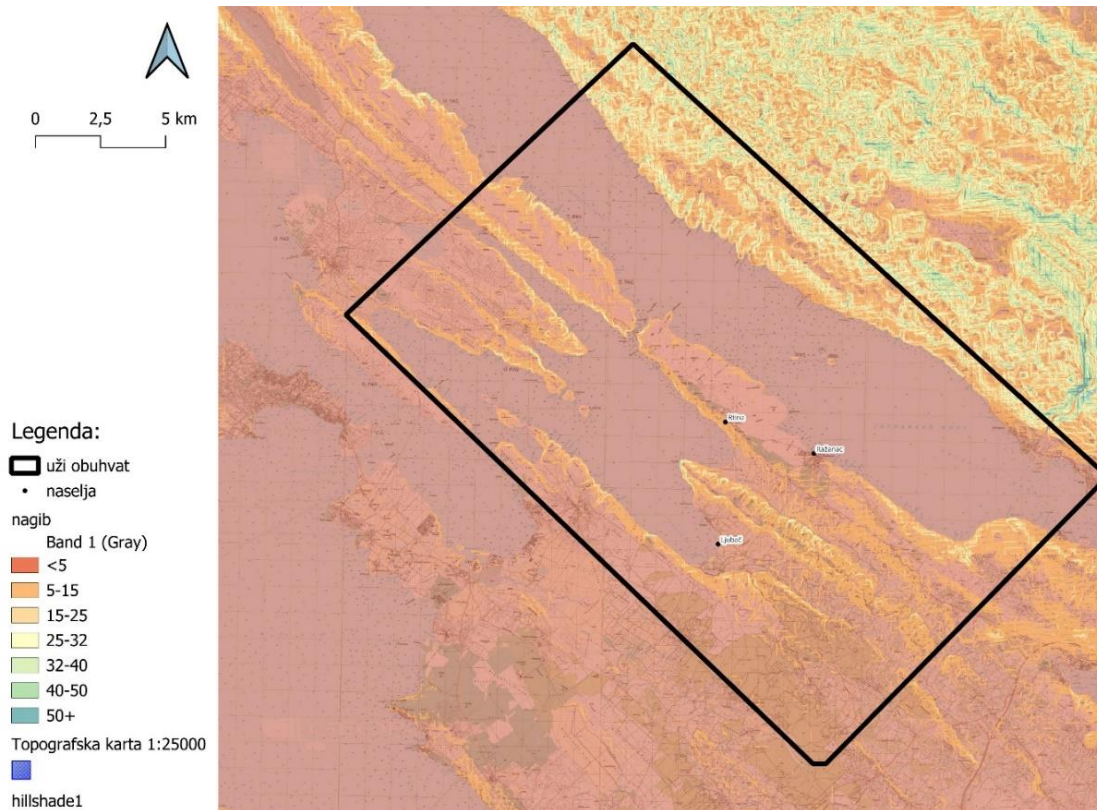 0 2,5 5 km
Rtina
Ražanac
Ljubač
Legenda:
uži obuhvat
naselja
nagib
Band 1 (Gray)
<5
5-15
15-25
25-32
32-40
40-50
50+
Topografska karta 1:25000
hillshade1